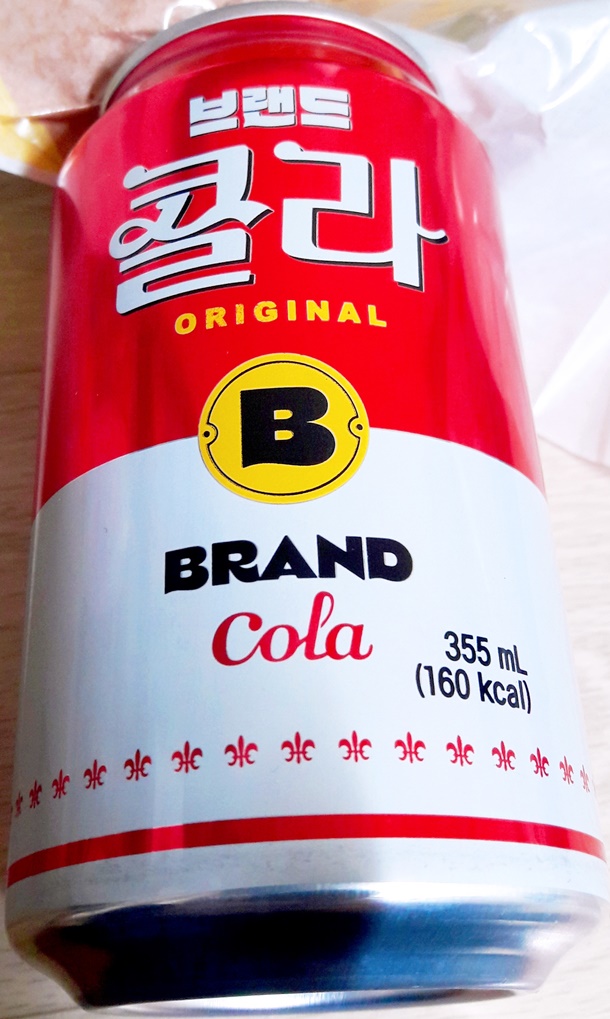 브랜드
콜라
ORIGINAL
B
BRAND
Cola
355 mL
(160 kcal)